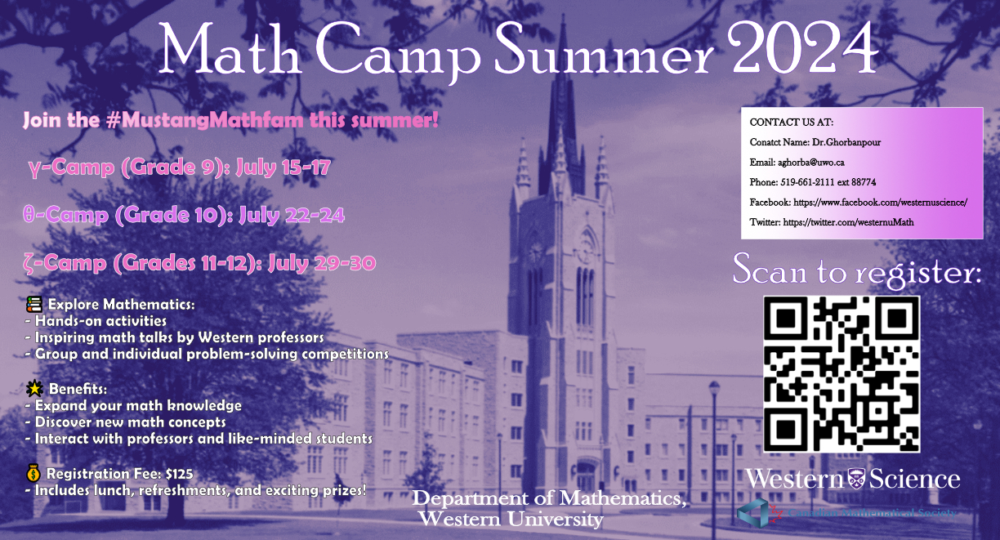 Math Camp Summer 2024
Join the #MustangMathfam this summer!
γ-Camp (Grade 9): July 15-17
θ-Camp (Grade 10): July 22-24
ζ-Camp (Grades 11-12): July 29-30
Explore Mathematics:
- Hands-on activities
- Inspiring math talks by Western professors
- Group and individual problem-solving competitions
Benefits:
- Expand your math knowledge
- Discover new math concepts
- Interact with professors and like-minded students
Registration Fee: $125
- Includes lunch, refreshments, and exciting prizes!
Department of Mathematics,
Western University
CONTACT US AT:
Conatct Name: Dr.Ghorbanpour
Email: aghorba@uwo.ca
Phone: 519-661-2111 ext 88774
Facebook: https://www.facebook.com/westernuscience/
Twitter: https://twitter.com/westernuMath
Scan to register:
Western Science
Canadian Mathematical Society